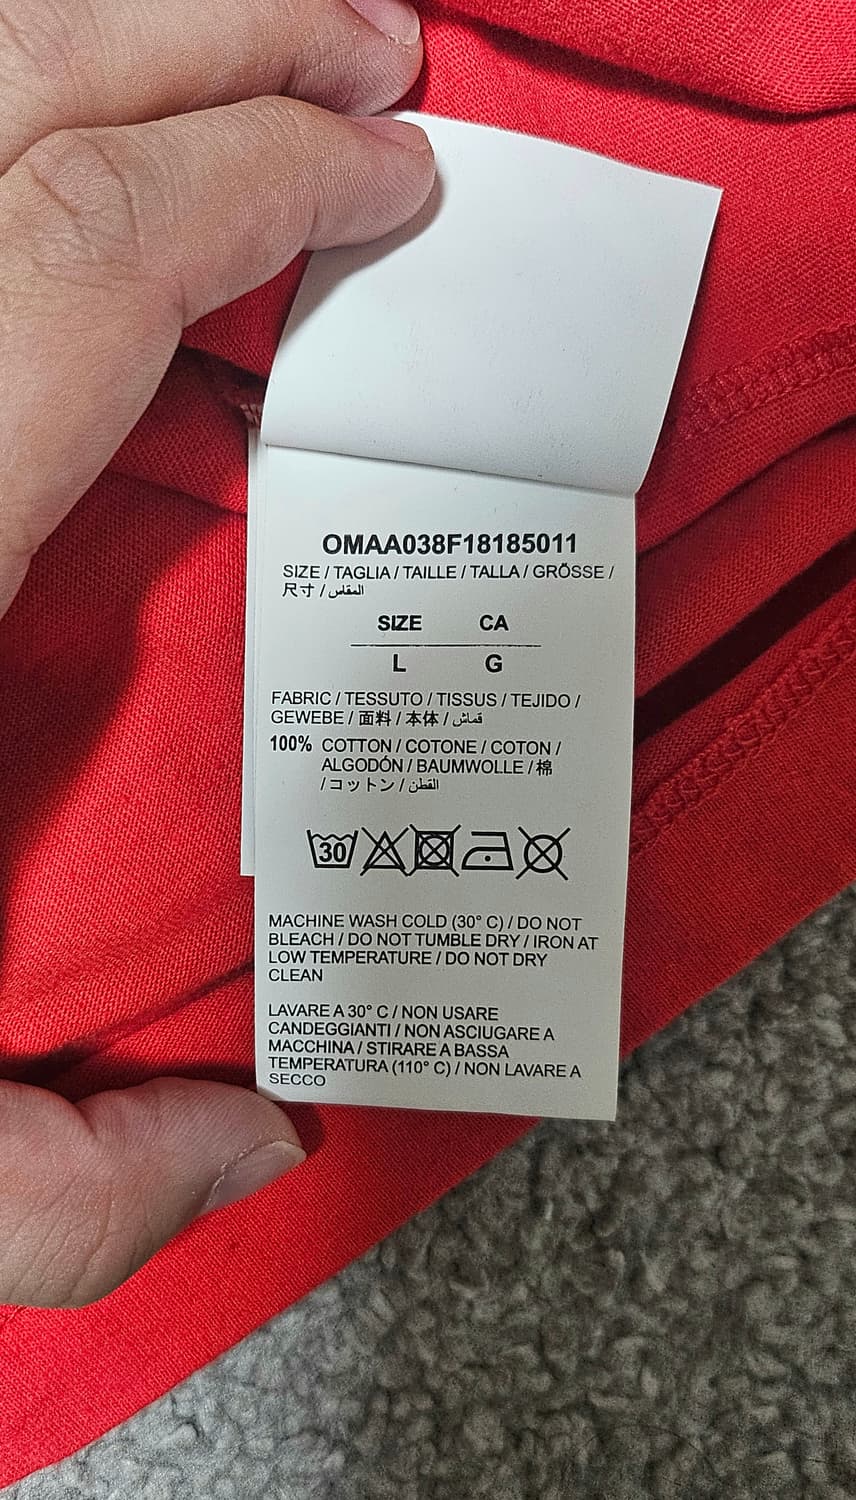 OMAA038F18185011
SIZE / TAGLIA / TAILLE / TALLA / GRÖSSE /
尺寸 / المقاس/
SIZE CA
L G
FABRIC / TESSUTO / TISSUS / TEJIDO /
GEWEBE / 面料 / 本体 / قماش/
100% COTTON / COTONE / COTON /
ALGODÓN / BAUMWOLLE / 棉
/ コットン / القطن/
30
MACHINE WASH COLD (30° C) / DO NOT
BLEACH / DO NOT TUMBLE DRY / IRON AT
LOW TEMPERATURE / DO NOT DRY
CLEAN
LAVARE A 30° C / NON USARE
CANDEGGIANTI / NON ASCIUGARE A
MACCHINA / STIRARE A BASSA
TEMPERATURA (110° C) / NON LAVARE A
SECCO